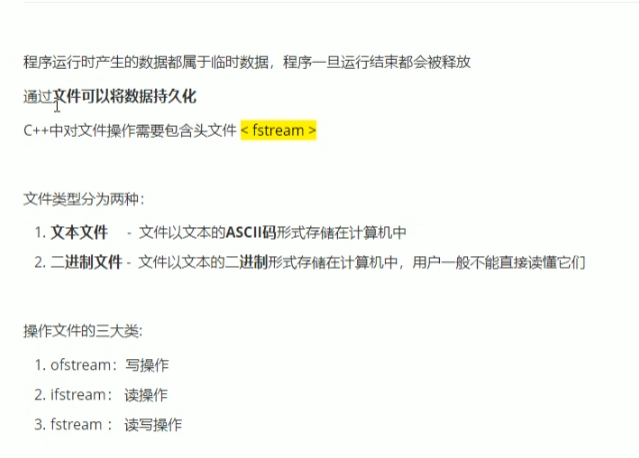 程序运行时产生的数据都属于临时数据，程序一旦运行结束都会被释放
通过文件可以将数据持久化
C++中对文件操作需要包含头文件 < fstream >
文件类型分为两种：
1. 文本文件 - 文件以文本的ASCII码形式存储在计算机中
2. 二进制文件 - 文件以文本的二进制形式存储在计算机中，用户一般不能直接读懂它们
操作文件的三大类:
1. ofstream：写操作
2. ifstream： 读操作
3. fstream ： 读写操作